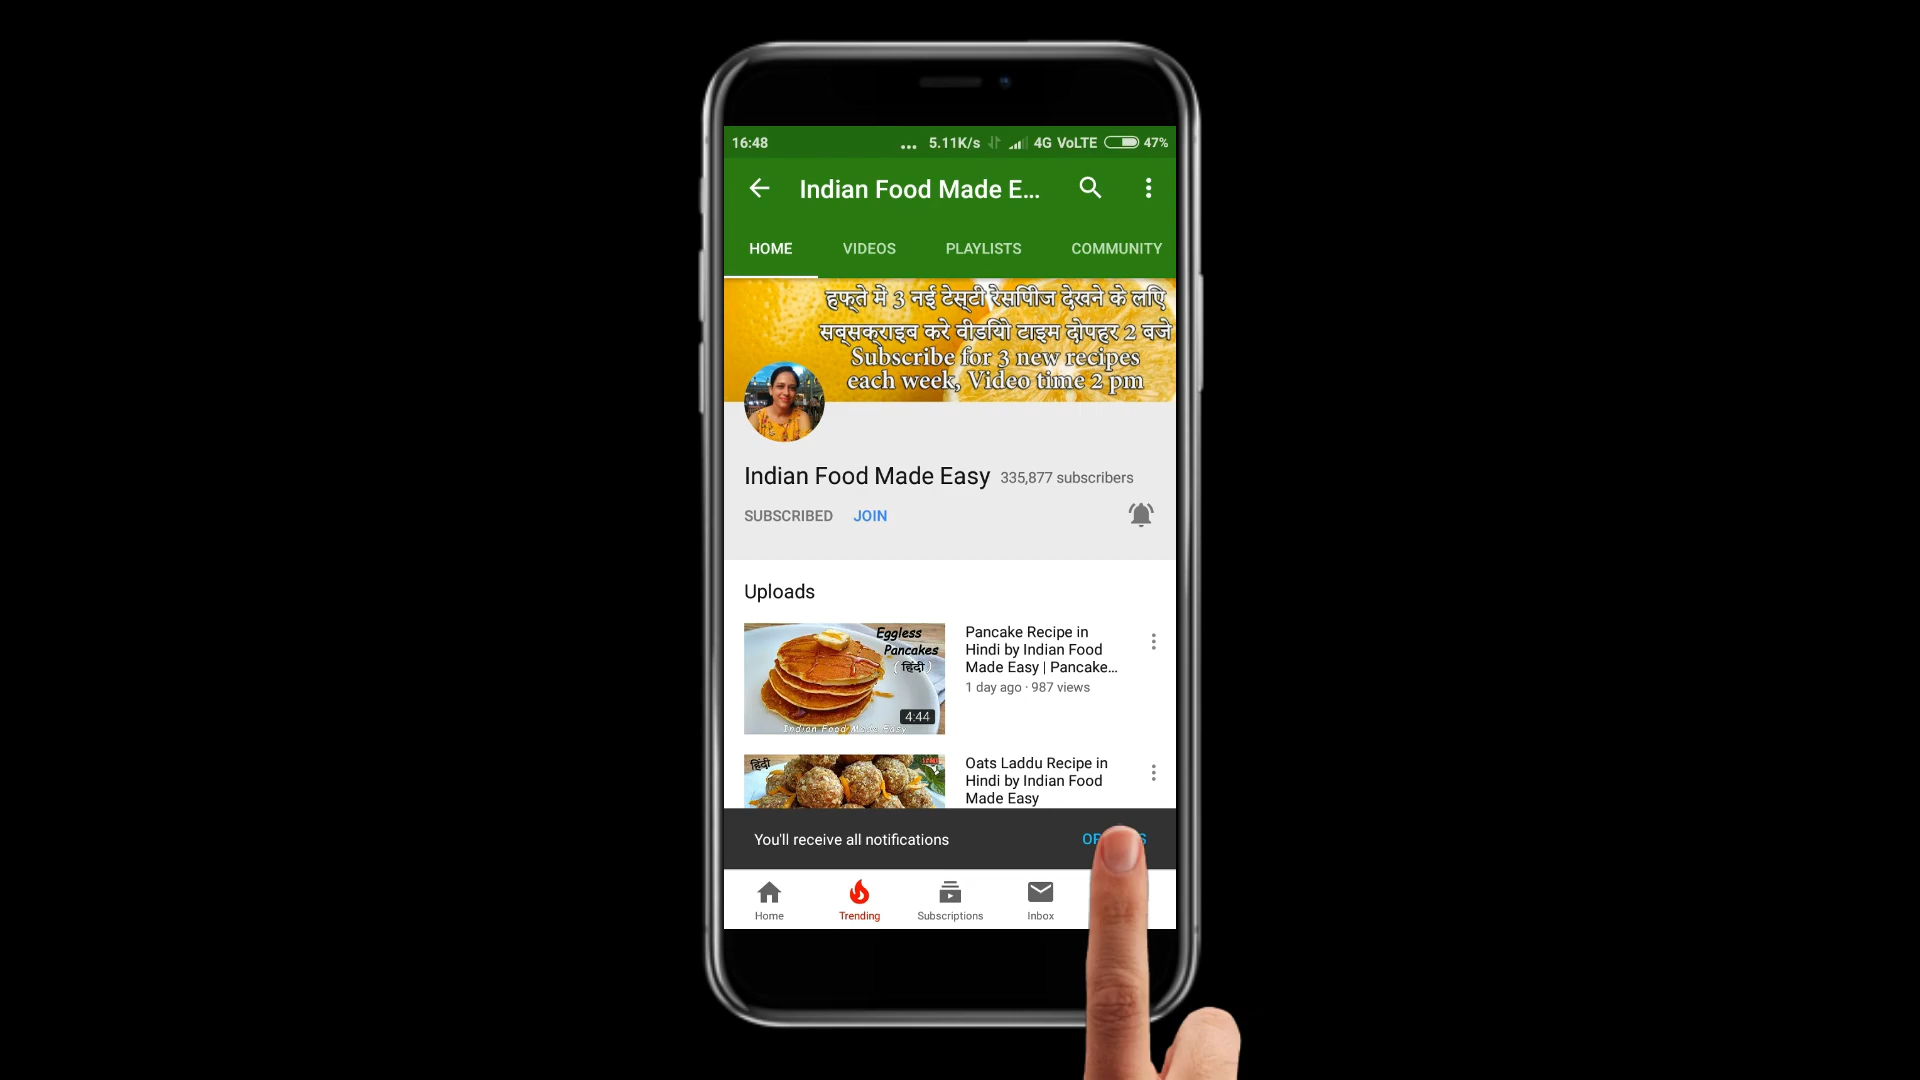 16:48
... 5.11K/s 4G VoLTE 47%
Indian Food Made E...
HOME
VIDEOS
PLAYLISTS
COMMUNITY
हफ्ते में 3 नई टेस्टी रेसिपीज देखने के लिए
सब्सक्राइब करे वीडियो टाइम दोपहर 2 बजे
Subscribe for 3 new recipes
each week, Video time 2 pm
Indian Food Made Easy 335,877 subscribers
SUBSCRIBED JOIN
Uploads
Eggless
Pancakes
(हिंदी)
4:44
Indian Food Made Easy
Pancake Recipe in
Hindi by Indian Food
Made Easy | Pancake...
1 day ago · 987 views
हिंदी
Oats Laddu Recipe in
Hindi by Indian Food
Made Easy
You'll receive all notifications
Home
Trending
Subscriptions
Inbox